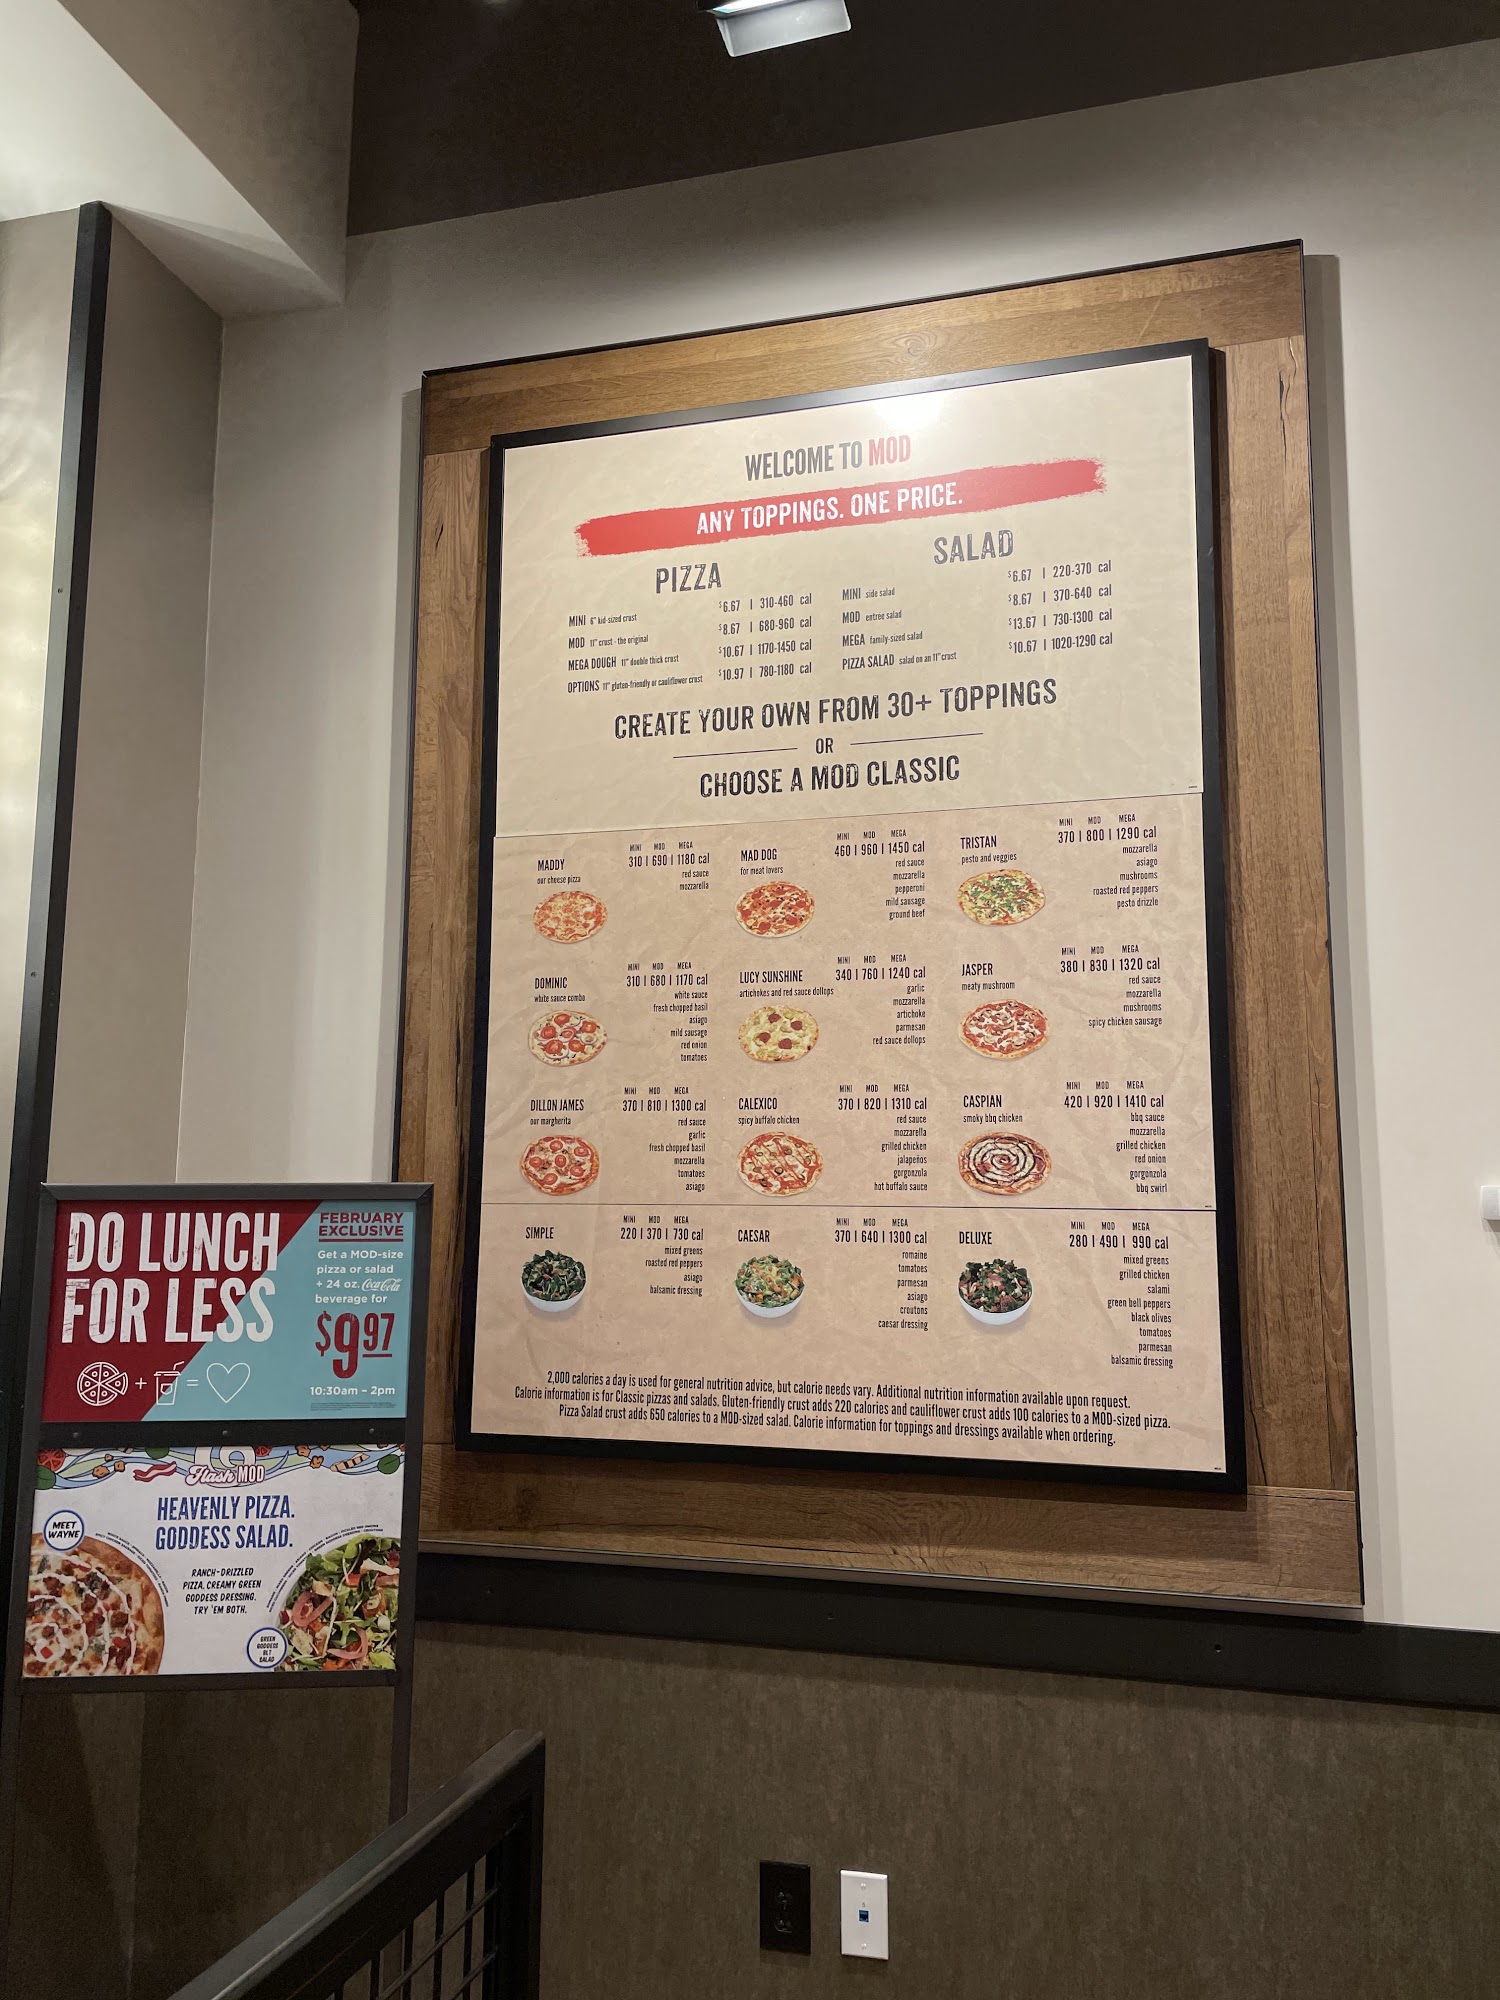 WELCOME TO MOD
ANY TOPPINGS. ONE PRICE.
PIZZA
MINI 6" kid-sized crust $6.67 | 310-460 cal
MOD 11" crust - the original $8.67 | 680-960 cal
MEGA DOUGH 11" double thick crust $10.67 | 1170-1450 cal
OPTIONS 11" gluten-friendly or cauliflower crust $10.97 | 780-1180 cal
SALAD
MINI side salad $6.67 | 220-370 cal
MOD entree salad $8.67 | 370-640 cal
MEGA family-sized salad $13.67 | 730-1300 cal
PIZZA SALAD salad on an 11" crust $10.67 | 1020-1290 cal
CREATE YOUR OWN FROM 30+ TOPPINGS
OR
CHOOSE A MOD CLASSIC
MADDY
our cheese pizza
MINI MOD MEGA
310 | 690 | 1180 cal
red sauce
mozzarella
MAD DOG
for meat lovers
MINI MOD MEGA
460 | 960 | 1450 cal
red sauce
mozzarella
pepperoni
mild sausage
ground beef
TRISTAN
pesto and veggies
MINI MOD MEGA
370 | 800 | 1290 cal
mozzarella
asiago
mushrooms
roasted red peppers
pesto drizzle
DOMINIC
white sauce combo
MINI MOD MEGA
310 | 680 | 1170 cal
white sauce
fresh chopped basil
asiago
mild sausage
red onion
tomatoes
LUCY SUNSHINE
artichokes and red sauce dollops
MINI MOD MEGA
340 | 760 | 1240 cal
garlic
mozzarella
artichoke
parmesan
red sauce dollops
JASPER
meaty mushroom
MINI MOD MEGA
380 | 830 | 1320 cal
red sauce
mozzarella
mushrooms
spicy chicken sausage
DILLON JAMES
our margherita
MINI MOD MEGA
370 | 810 | 1300 cal
red sauce
garlic
fresh chopped basil
mozzarella
tomatoes
asiago
CALEXICO
spicy buffalo chicken
MINI MOD MEGA
370 | 820 | 1310 cal
red sauce
mozzarella
grilled chicken
jalapeños
gorgonzola
hot buffalo sauce
CASPIAN
smoky bbq chicken
MINI MOD MEGA
420 | 920 | 1410 cal
bbq sauce
mozzarella
grilled chicken
red onion
gorgonzola
bbq swirl
SIMPLE
MINI MOD MEGA
220 | 370 | 730 cal
mixed greens
roasted red peppers
asiago
balsamic dressing
CAESAR
MINI MOD MEGA
370 | 640 | 1300 cal
romaine
tomatoes
parmesan
asiago
croutons
caesar dressing
DELUXE
MINI MOD MEGA
280 | 490 | 990 cal
mixed greens
grilled chicken
salami
green bell peppers
black olives
tomatoes
parmesan
balsamic dressing
2,000 calories a day is used for general nutrition advice, but calorie needs vary. Additional nutrition information available upon request.
Calorie information is for Classic pizzas and salads. Gluten-friendly crust adds 220 calories and cauliflower crust adds 100 calories to a MOD-sized pizza.
Pizza Salad crust adds 650 calories to a MOD-sized salad. Calorie information for toppings and dressings available when ordering.
DO LUNCH
FOR LESS
FEBRUARY
EXCLUSIVE
Get a MOD-size
pizza or salad
+ 24 oz. Coca-Cola
beverage for
$9.97
10:30am – 2pm
Flash MOD
HEAVENLY PIZZA.
GODDESS SALAD.
MEET
WAYNE
RANCH-DRIZZLED
PIZZA. CREAMY GREEN
GODDESS DRESSING.
TRY 'EM BOTH.
GREEN
GODDESS
BLT
SALAD